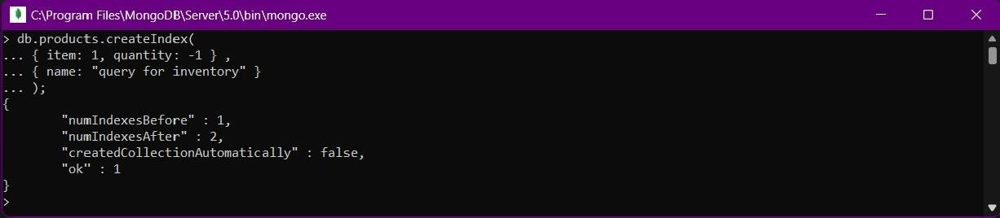 C:\Program Files\MongoDB\Server\5.0\bin\mongo.exe
> db.products.createIndex(
... { item: 1, quantity: -1 } ,
... { name: "query for inventory" }
... );
{
        "numIndexesBefore" : 1,
        "numIndexesAfter" : 2,
        "createdCollectionAutomatically" : false,
        "ok" : 1
}
>